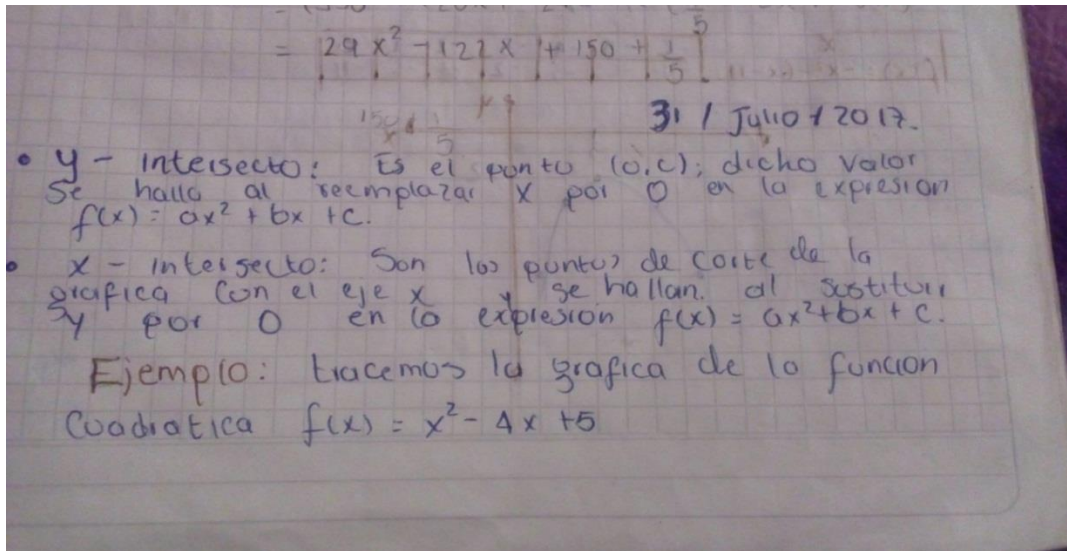 = |29x² - 122x + 150 + 1/5
31 / Julio / 2017.
• y - intersecto: Es el punto (0,c); dicho valor
se halla al reemplazar x por 0 en la expresion
f(x) = ax² + bx + c.
• x - intersecto: Son los puntos de corte de la
grafica con el eje x y se hallan. al sustituir
y por 0 en la expresion f(x) = ax² + bx + c.
Ejemplo: tracemos la grafica de la funcion
Cuadratica f(x) = x² - 4x +5